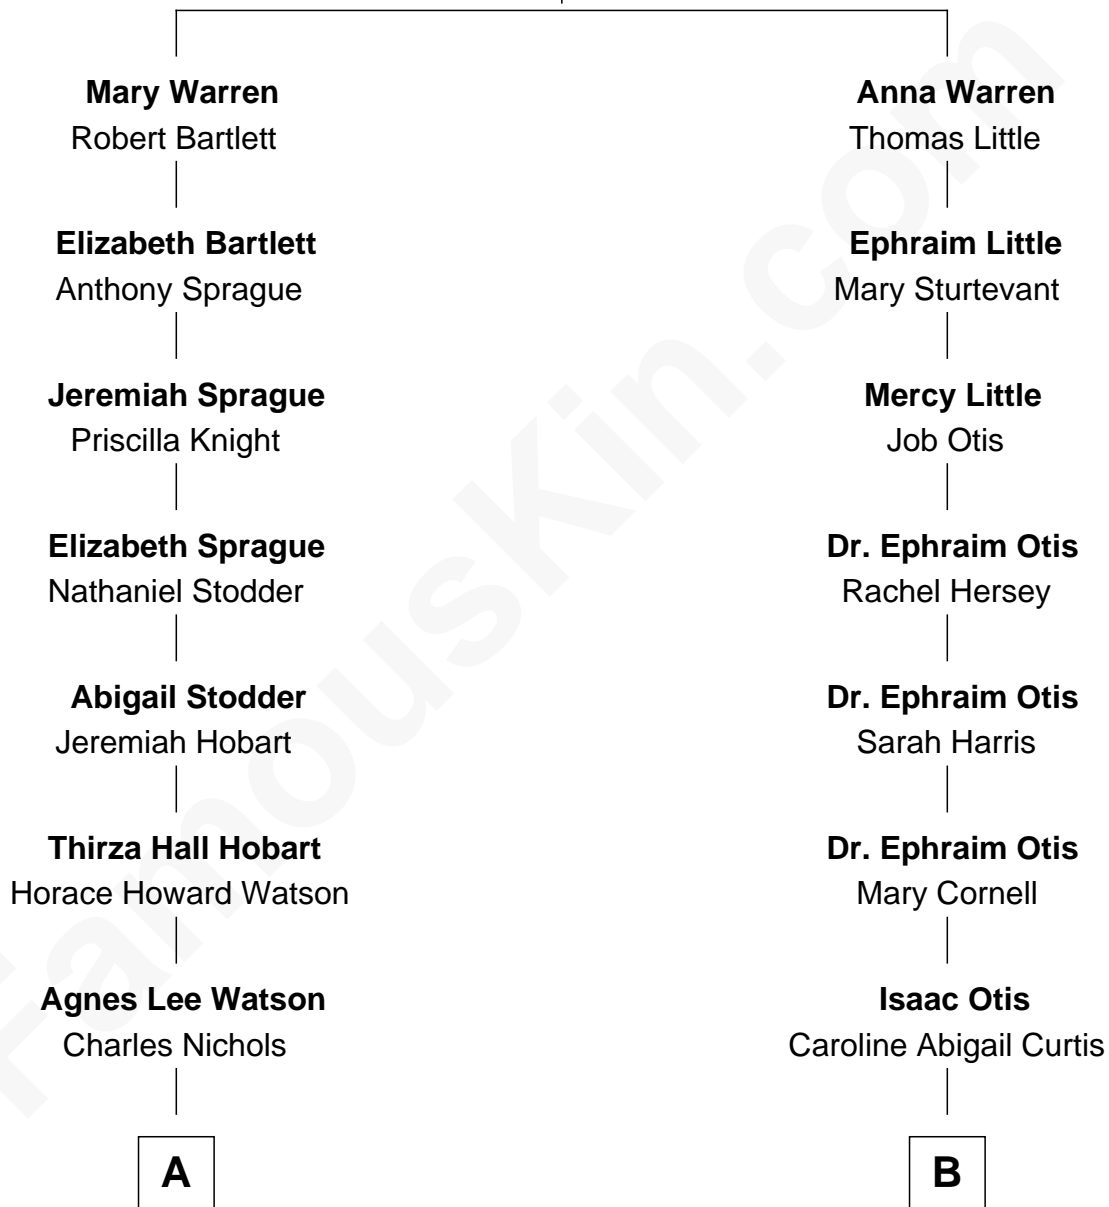 Mary Warren
Robert Bartlett
Elizabeth Bartlett
Anthony Sprague
Jeremiah Sprague
Priscilla Knight
Elizabeth Sprague
Nathaniel Stodder
Abigail Stodder
Jeremiah Hobart
Thirza Hall Hobart
Horace Howard Watson
Agnes Lee Watson
Charles Nichols
A
Anna Warren
Thomas Little
Ephraim Little
Mary Sturtevant
Mercy Little
Job Otis
Dr. Ephraim Otis
Rachel Hersey
Dr. Ephraim Otis
Sarah Harris
Dr. Ephraim Otis
Mary Cornell
Isaac Otis
Caroline Abigail Curtis
B
FamousKin.com